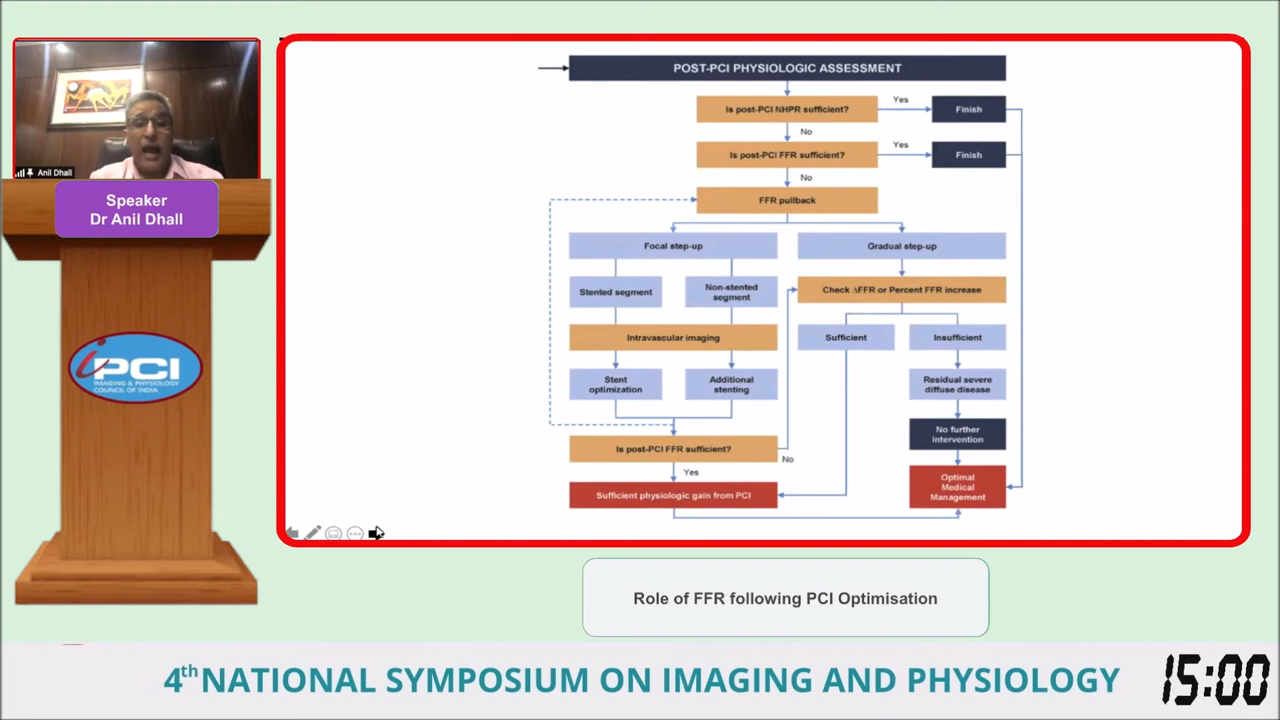 Anil Dhall
Speaker
Dr Anil Dhall
iPCI
IMAGING & PHYSIOLOGY
COUNCIL OF INDIA
POST-PCI PHYSIOLOGIC ASSESSMENT
Is post-PCI NHPR sufficient?
Yes
Finish
No
Is post-PCI FFR sufficient?
Yes
Finish
No
FFR pullback
Focal step-up
Gradual step-up
Stented segment
Non-stented
segment
Check ΔFFR or Percent FFR increase
Intravascular imaging
Sufficient
Insufficient
Stent
optimization
Additional
stenting
Residual severe
diffuse disease
No further
intervention
Is post-PCI FFR sufficient?
No
Yes
Sufficient physiologic gain from PCI
Optimal
Medical
Management
Role of FFR following PCI Optimisation
4th NATIONAL SYMPOSIUM ON IMAGING AND PHYSIOLOGY
15:00